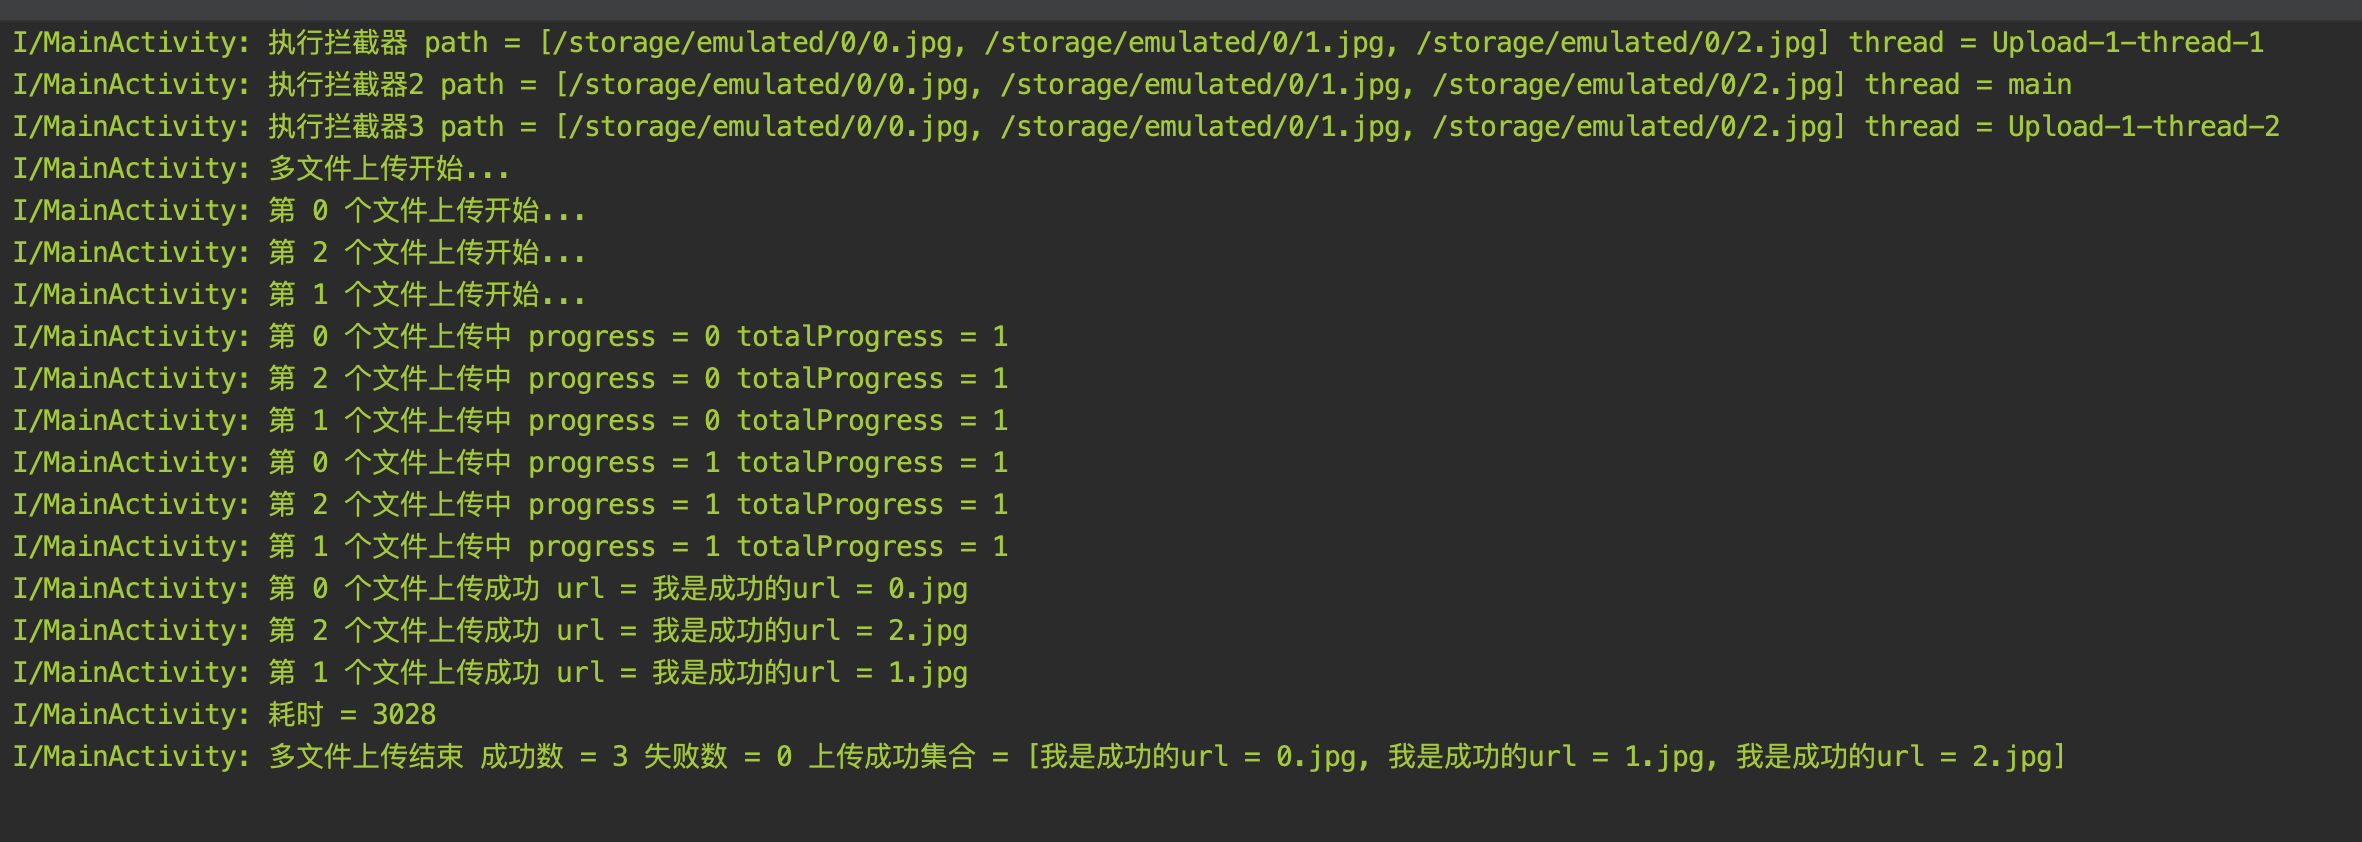 I/MainActivity: 执行拦截器 path = [/storage/emulated/0/0.jpg, /storage/emulated/0/1.jpg, /storage/emulated/0/2.jpg] thread = Upload-1-thread-1
I/MainActivity: 执行拦截器2 path = [/storage/emulated/0/0.jpg, /storage/emulated/0/1.jpg, /storage/emulated/0/2.jpg] thread = main
I/MainActivity: 执行拦截器3 path = [/storage/emulated/0/0.jpg, /storage/emulated/0/1.jpg, /storage/emulated/0/2.jpg] thread = Upload-1-thread-2
I/MainActivity: 多文件上传开始...
I/MainActivity: 第 0 个文件上传开始...
I/MainActivity: 第 2 个文件上传开始...
I/MainActivity: 第 1 个文件上传开始...
I/MainActivity: 第 0 个文件上传中 progress = 0 totalProgress = 1
I/MainActivity: 第 2 个文件上传中 progress = 0 totalProgress = 1
I/MainActivity: 第 1 个文件上传中 progress = 0 totalProgress = 1
I/MainActivity: 第 0 个文件上传中 progress = 1 totalProgress = 1
I/MainActivity: 第 2 个文件上传中 progress = 1 totalProgress = 1
I/MainActivity: 第 1 个文件上传中 progress = 1 totalProgress = 1
I/MainActivity: 第 0 个文件上传成功 url = 我是成功的url = 0.jpg
I/MainActivity: 第 2 个文件上传成功 url = 我是成功的url = 2.jpg
I/MainActivity: 第 1 个文件上传成功 url = 我是成功的url = 1.jpg
I/MainActivity: 耗时 = 3028
I/MainActivity: 多文件上传结束 成功数 = 3 失败数 = 0 上传成功集合 = [我是成功的url = 0.jpg, 我是成功的url = 1.jpg, 我是成功的url = 2.jpg]